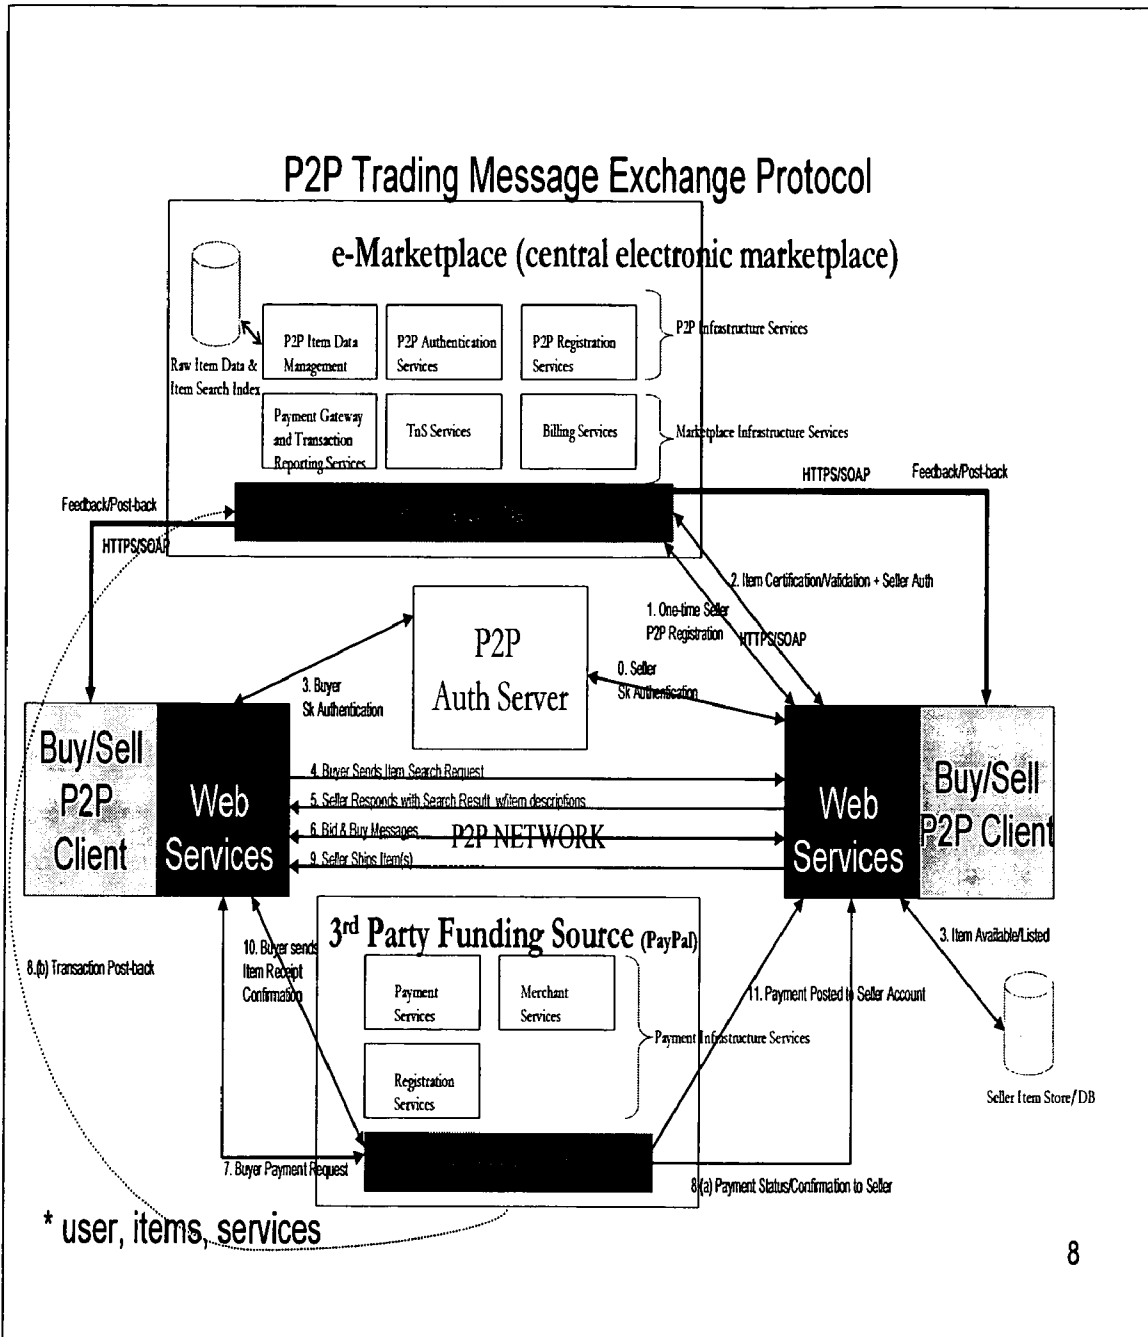 P2P Trading Message Exchange Protocol
e-Marketplace (central electronic marketplace)
P2P Item Data
Management
P2P Authentication
Services
P2P Registration
Services
P2P Infrastructure Services
Raw Item Data &
Item Search Index
Payment Gateway
and Transaction
Reporting Services
TnS Services
Billing Services
Marketplace Infrastructure Services
HTTPS/SOAP
Feedback/Post-back
Feedback/Post-back
HTTPS/SOAP
2. Item Certification/Validation + Seller Auth
1. One-time Seller
P2P Registration
HTTPS/SOAP
P2P
Auth Server
0. Seller
Sk Authentication
3. Buyer
Sk Authentication
Buy/Sell
P2P
Client
Web
Services
4. Buyer Sends Item Search Request
5. Seller Responds with Search Result w/item descriptions
6. Bid & Buy Messages
P2P NETWORK
9. Seller Ships Item(s)
Web
Services
Buy/Sell
P2P Client
3rd Party Funding Source (PayPal)
10. Buyer sends
Item Receipt
Confirmation
8.(b) Transaction Post-back
Payment
Services
Merchant
Services
Registration
Services
Payment Infrastructure Services
11. Payment Posted to Seller Account
3. Item Available/Listed
Seller Item Store/DB
7. Buyer Payment Request
8.(a) Payment Status/Confirmation to Seller
* user, items, services
8